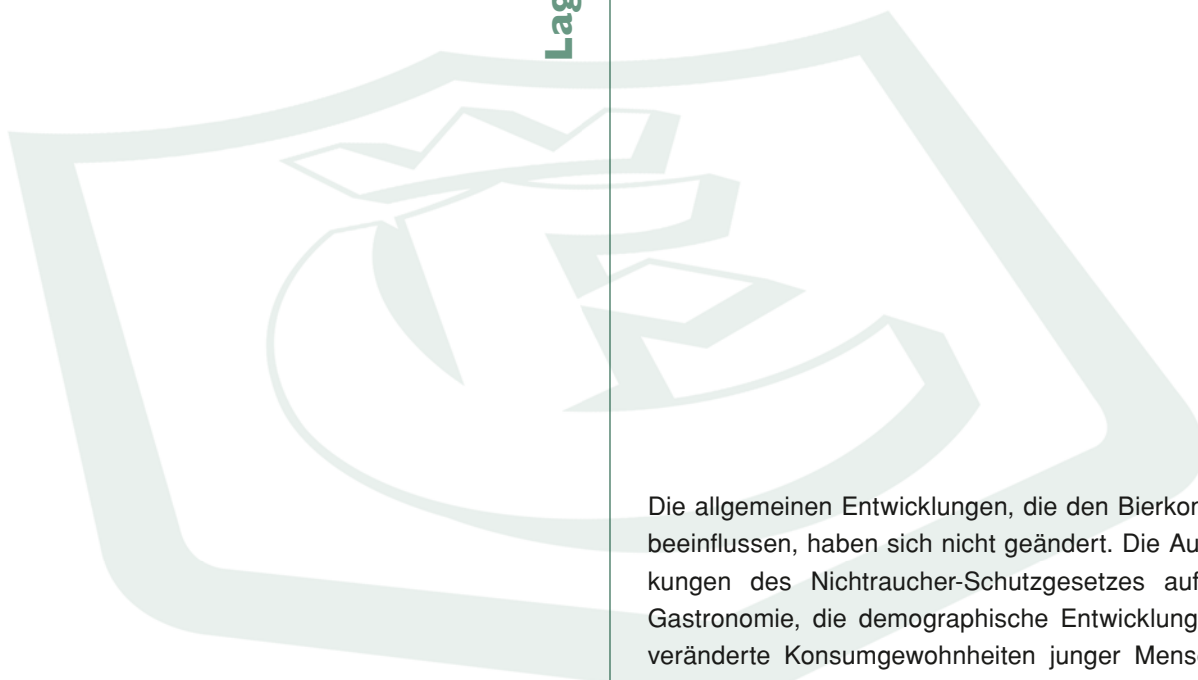 Lag
Die allgemeinen Entwicklungen, die den Bierkon
beeinflussen, haben sich nicht geändert. Die Au
kungen des Nichtraucher-Schutzgesetzes auf
Gastronomie, die demographische Entwicklung
veränderte Konsumgewohnheiten junger Mens